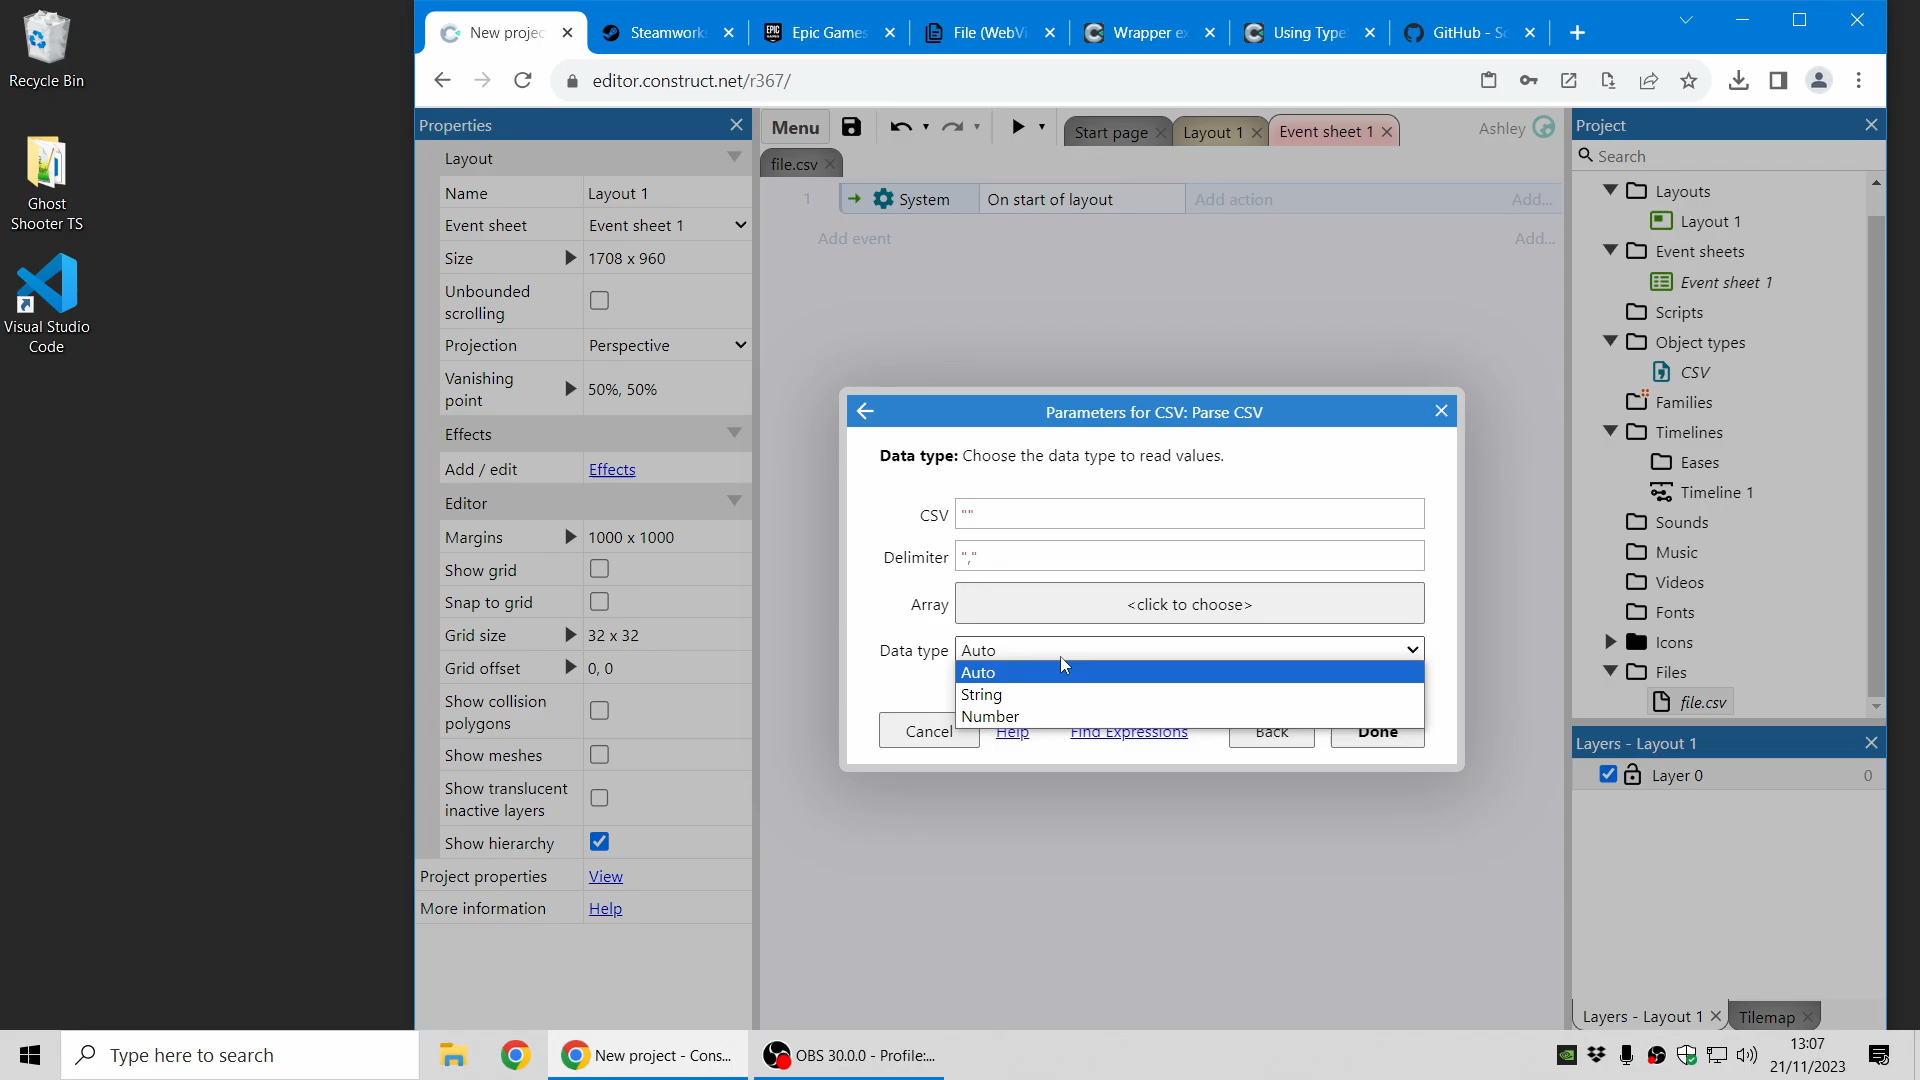 Recycle Bin
Ghost
Shooter TS
Visual Studio
Code
New projec
Steamwork
EPIC
GAMES
Epic Games
File (WebVi
Wrapper ex
Using Type
GitHub - Sc
editor.construct.net/r367/
Properties
Layout
Name
Layout 1
Event sheet
Event sheet 1
Size
1708 x 960
Unbounded
scrolling
Projection
Perspective
Vanishing
point
50%, 50%
Effects
Add / edit
Effects
Editor
Margins
1000 x 1000
Show grid
Snap to grid
Grid size
32 x 32
Grid offset
0, 0
Show collision
polygons
Show meshes
Show translucent
inactive layers
Show hierarchy
Project properties
View
More information
Help
Menu
Start page
Layout 1
Event sheet 1
Ashley
file.csv
1
System
On start of layout
Add action
Add...
Add event
Add...
Parameters for CSV: Parse CSV
Data type: Choose the data type to read values.
CSV
""
Delimiter
","
Array
<click to choose>
Data type
Auto
Auto
String
Number
Cancel
Help
Find Expressions
Back
Done
Project
Search
Layouts
Layout 1
Event sheets
Event sheet 1
Scripts
Object types
CSV
Families
Timelines
Eases
Timeline 1
Sounds
Music
Videos
Fonts
Icons
Files
file.csv
Layers - Layout 1
Layer 0
0
Layers - Layout 1
Tilemap
Type here to search
New project - Cons...
OBS 30.0.0 - Profile:...
13:07
21/11/2023